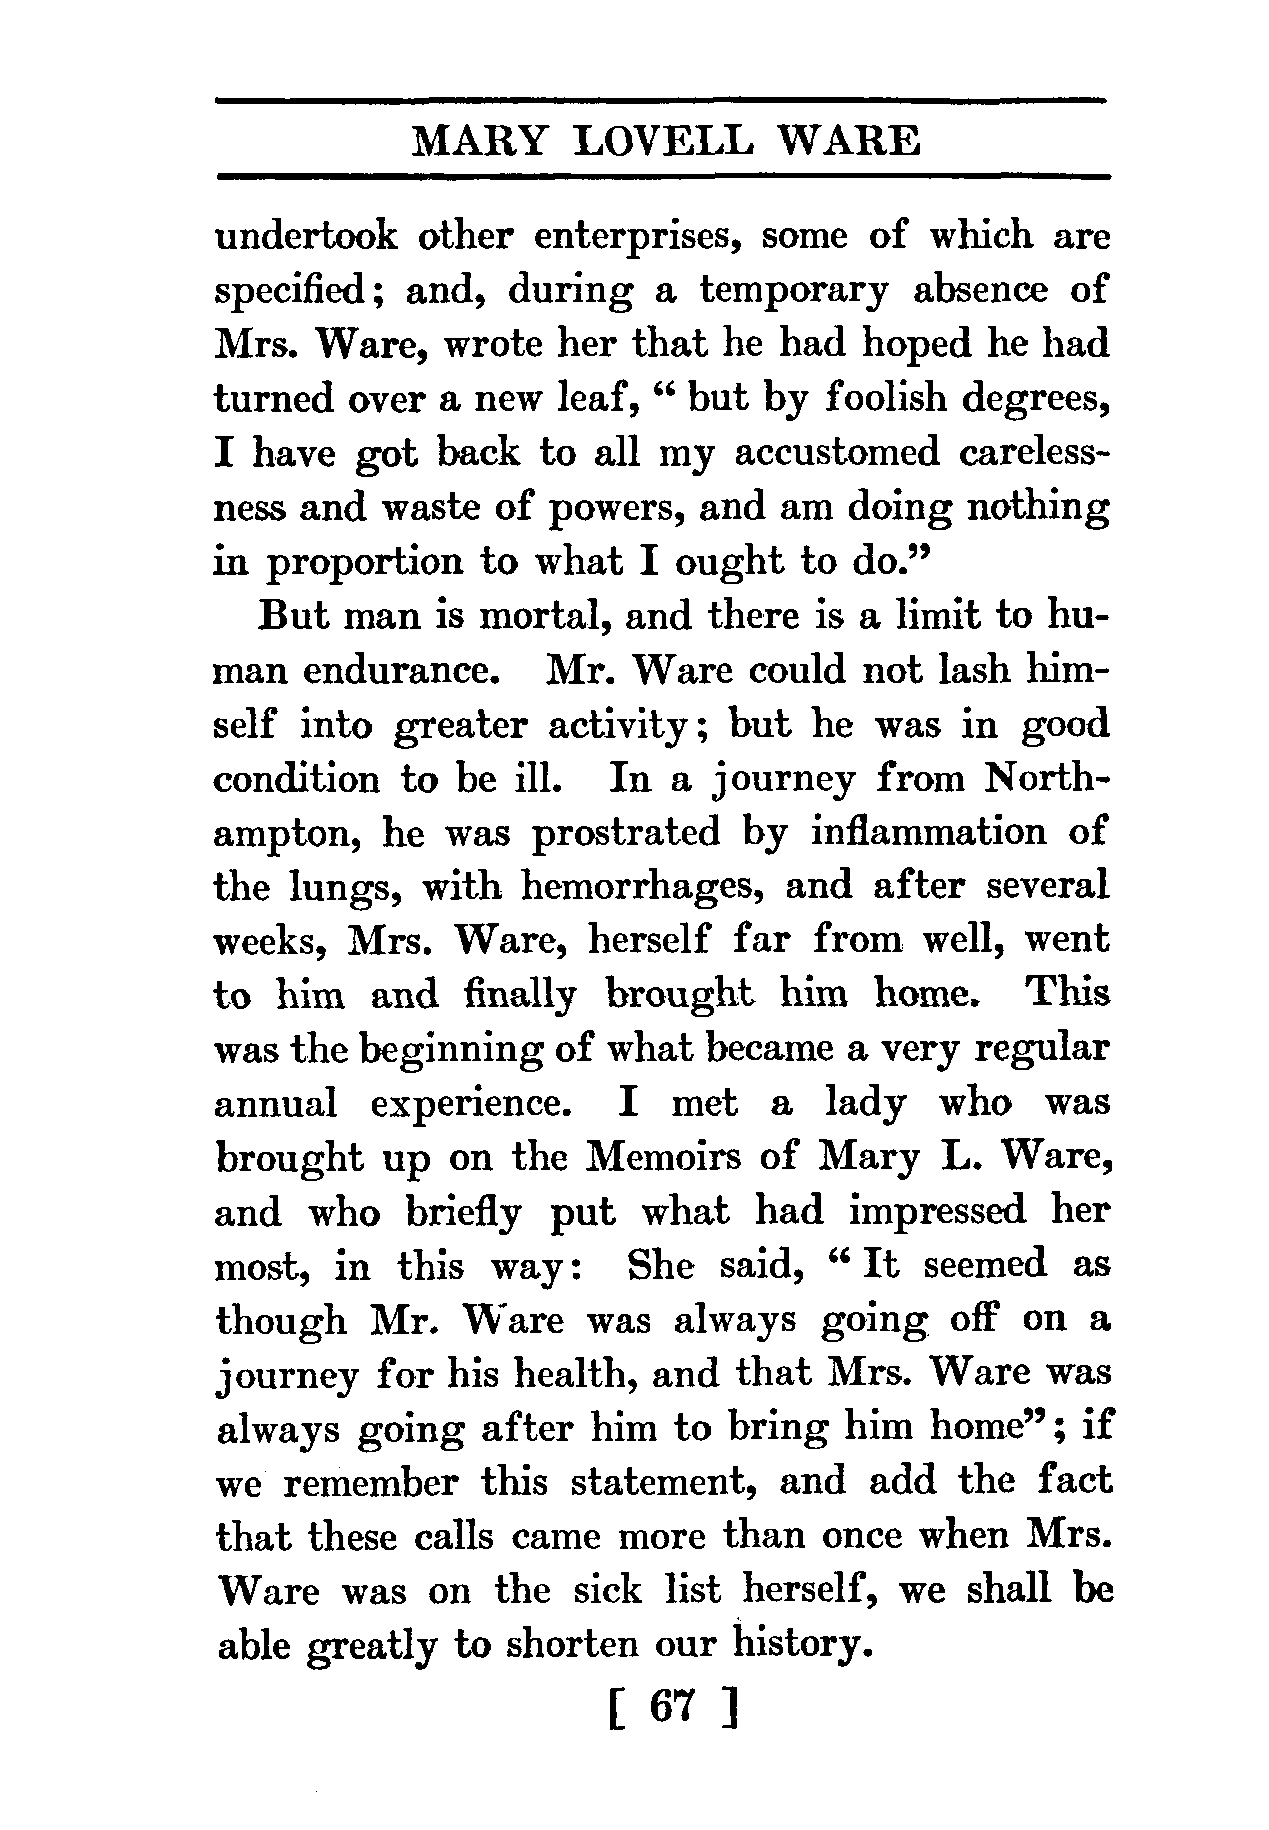 MARY LOVELL WARE
undertook other enterprises, some of which are
specified; and, during a temporary absence of
Mrs. Ware, wrote her that he had hoped he had
turned over a new leaf, “ but by foolish degrees,
I have got back to all my accustomed careless-
ness and waste of powers, and am doing nothing
in proportion to what I ought to do.”
But man is mortal, and there is a limit to hu-
man endurance. Mr. Ware could not lash him-
self into greater activity; but he was in good
condition to be ill. In a journey from North-
ampton, he was prostrated by inflammation of
the lungs, with hemorrhages, and after several
weeks, Mrs. Ware, herself far from well, went
to him and finally brought him home. This
was the beginning of what became a very regular
annual experience. I met a lady who was
brought up on the Memoirs of Mary L. Ware,
and who briefly put what had impressed her
most, in this way: She said, “ It seemed as
though Mr. Ware was always going off on a
journey for his health, and that Mrs. Ware was
always going after him to bring him home”; if
we remember this statement, and add the fact
that these calls came more than once when Mrs.
Ware was on the sick list herself, we shall be
able greatly to shorten our history.
[ 67 ]